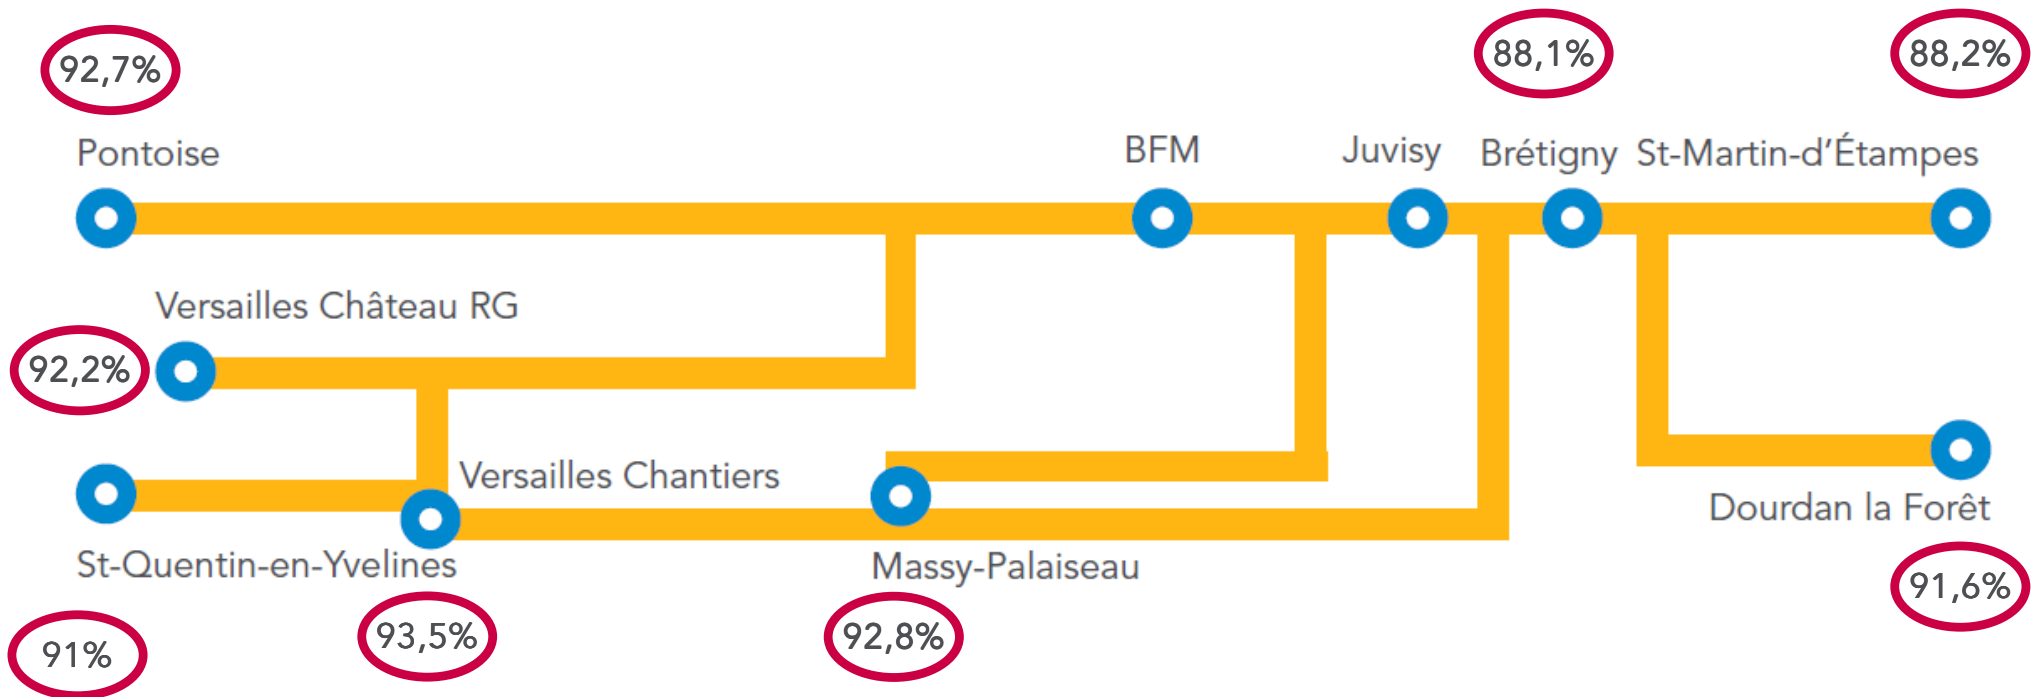 92,7%
88,1%
88,2%
Pontoise
BFM
Juvisy
Brétigny
St-Martin-d'Étampes
Versailles Château RG
92,2%
Versailles Chantiers
St-Quentin-en-Yvelines
Massy-Palaiseau
Dourdan la Forêt
91%
93,5%
92,8%
91,6%